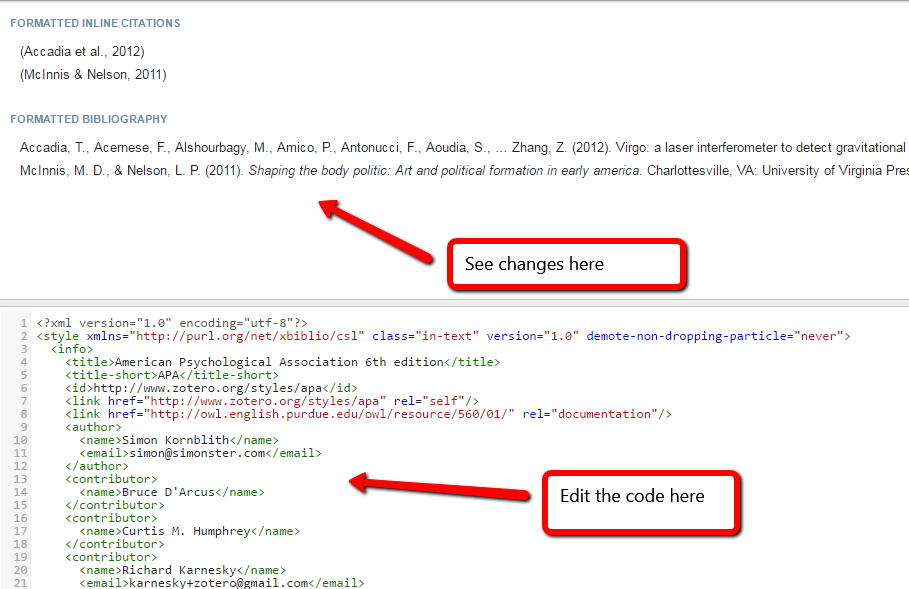 FORMATTED INLINE CITATIONS
(Accadia et al., 2012)
(McInnis & Nelson, 2011)
FORMATTED BIBLIOGRAPHY
Accadia, T., Acernese, F., Alshourbagy, M., Amico, P., Antonucci, F., Aoudia, S., … Zhang, Z. (2012). Virgo: a laser interferometer to detect gravitational
McInnis, M. D., & Nelson, L. P. (2011). Shaping the body politic: Art and political formation in early america. Charlottesville, VA: University of Virginia Pres
See changes here
1 <?xml version="1.0" encoding="utf-8"?>
2 <style xmlns="http://purl.org/net/xbiblio/csl" class="in-text" version="1.0" demote-non-dropping-particle="never">
3 <info>
4 <title>American Psychological Association 6th edition</title>
5 <title-short>APA</title-short>
6 <id>http://www.zotero.org/styles/apa</id>
7 <link href="http://www.zotero.org/styles/apa" rel="self"/>
8 <link href="http://owl.english.purdue.edu/owl/resource/560/01/" rel="documentation"/>
9 <author>
10 <name>Simon Kornblith</name>
11 <email>simon@simonster.com</email>
12 </author>
13 <contributor>
14 <name>Bruce D'Arcus</name>
15 </contributor>
16 <contributor>
17 <name>Curtis M. Humphrey</name>
18 </contributor>
19 <contributor>
20 <name>Richard Karnesky</name>
21 <email>karnesky+zotero@gmail.com</email>
Edit the code here